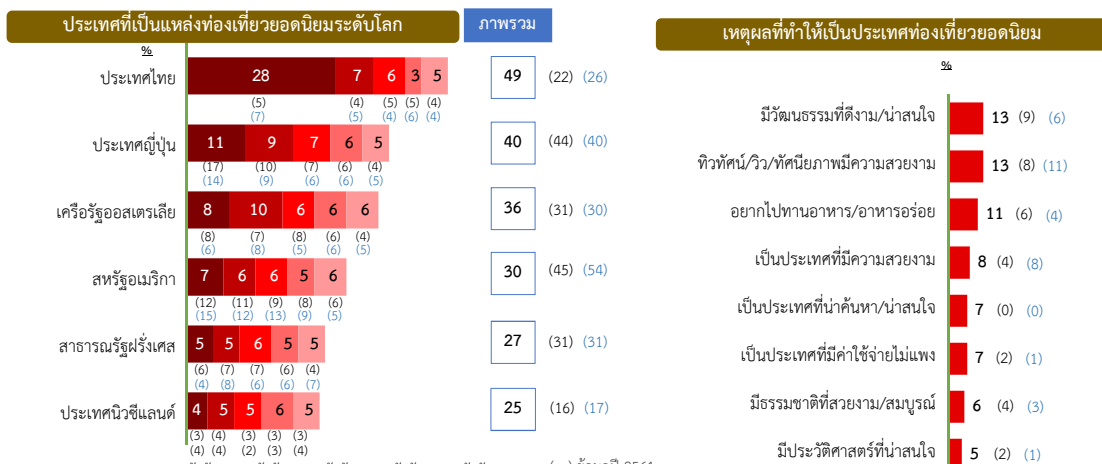 ประเทศที่เป็นแหล่งท่องเที่ยวยอดนิยมระดับโลก
ภาพรวม
%
ประเทศไทย 28 7 6 3 5 49 (22) (26)
(5) (4) (5) (5) (4)
(7) (5) (4) (6) (4)
ประเทศญี่ปุ่น 11 9 7 6 5 40 (44) (40)
(17) (10) (7) (6) (4)
(14) (9) (6) (6) (5)
เครือรัฐออสเตรเลีย 8 10 6 6 6 36 (31) (30)
(8) (7) (8) (6) (4)
(6) (8) (5) (6) (5)
สหรัฐอเมริกา 7 6 6 5 6 30 (45) (54)
(12) (11) (9) (8) (6)
(15) (12) (13) (9) (5)
สาธารณรัฐฝรั่งเศส 5 5 6 5 5 27 (31) (31)
(6) (7) (7) (6) (4)
(4) (8) (6) (6) (7)
ประเทศนิวซีแลนด์ 4 5 5 6 5 25 (16) (17)
(3) (4) (3) (3) (3)
(4) (4) (2) (3) (4)
เหตุผลที่ทำให้เป็นประเทศท่องเที่ยวยอดนิยม
%
มีวัฒนธรรมที่ดีงาม/น่าสนใจ 13 (9) (6)
ทิวทัศน์/วิว/ทัศนียภาพมีความสวยงาม 13 (8) (11)
อยากไปทานอาหาร/อาหารอร่อย 11 (6) (4)
เป็นประเทศที่มีความสวยงาม 8 (4) (8)
เป็นประเทศที่น่าค้นหา/น่าสนใจ 7 (0) (0)
เป็นประเทศที่มีค่าใช้จ่ายไม่แพง 7 (2) (1)
มีธรรมชาติที่สวยงาม/สมบูรณ์ 6 (4) (3)
มีประวัติศาสตร์ที่น่าสนใจ 5 (2) (1)